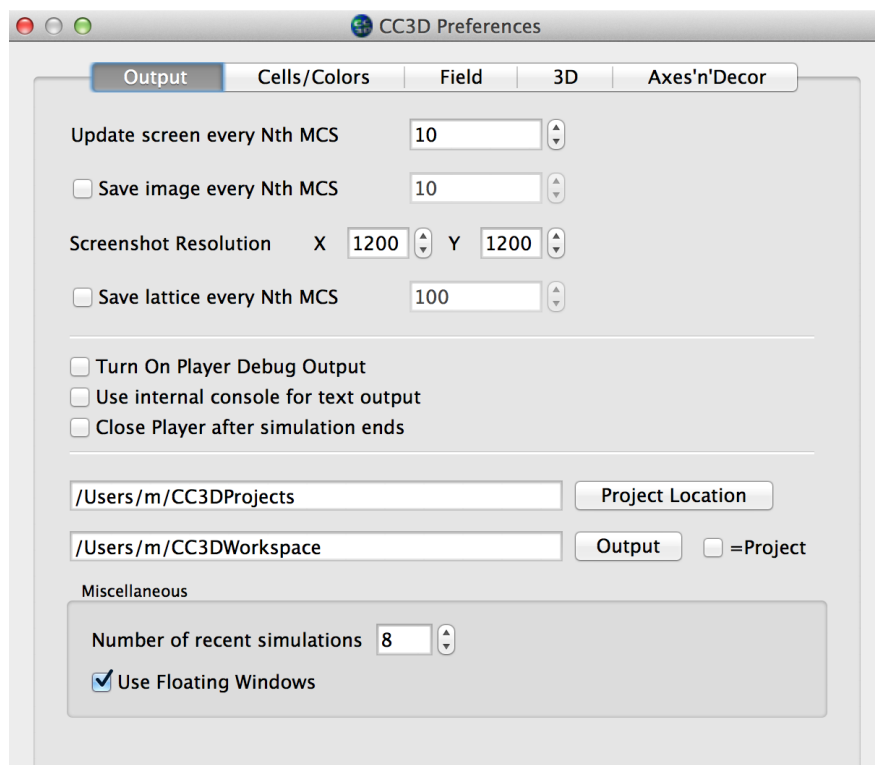 CC3D Preferences
Output Cells/Colors Field 3D Axes'n'Decor
Update screen every Nth MCS 10
Save image every Nth MCS 10
Screenshot Resolution X 1200 Y 1200
Save lattice every Nth MCS 100
Turn On Player Debug Output
Use internal console for text output
Close Player after simulation ends
/Users/m/CC3DProjects Project Location
/Users/m/CC3DWorkspace Output =Project
Miscellaneous
Number of recent simulations 8
Use Floating Windows